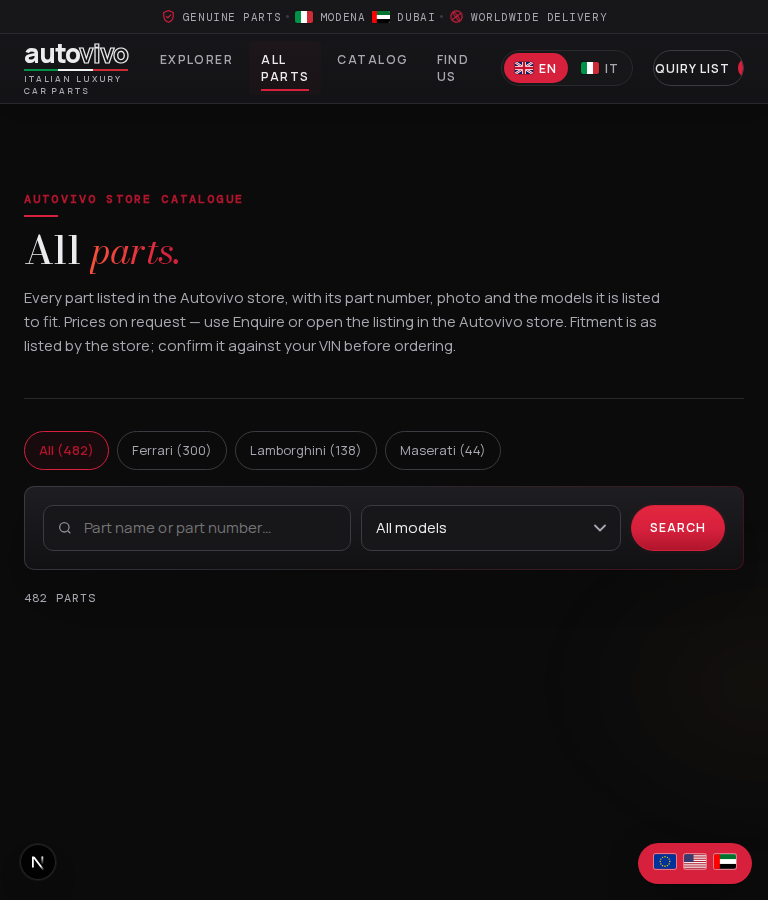 GENUINE PARTS • MODENA DUBAI • WORLDWIDE DELIVERY
autovivo
ITALIAN LUXURY
CAR PARTS
EXPLORER
ALL
PARTS
CATALOG
FIND
US
EN
IT
QUIRY LIST
AUTOVIVO STORE CATALOGUE
All parts.
Every part listed in the Autovivo store, with its part number, photo and the models it is listed
to fit. Prices on request — use Enquire or open the listing in the Autovivo store. Fitment is as
listed by the store; confirm it against your VIN before ordering.
All (482)
Ferrari (300)
Lamborghini (138)
Maserati (44)
Part name or part number...
All models
SEARCH
482 PARTS
N